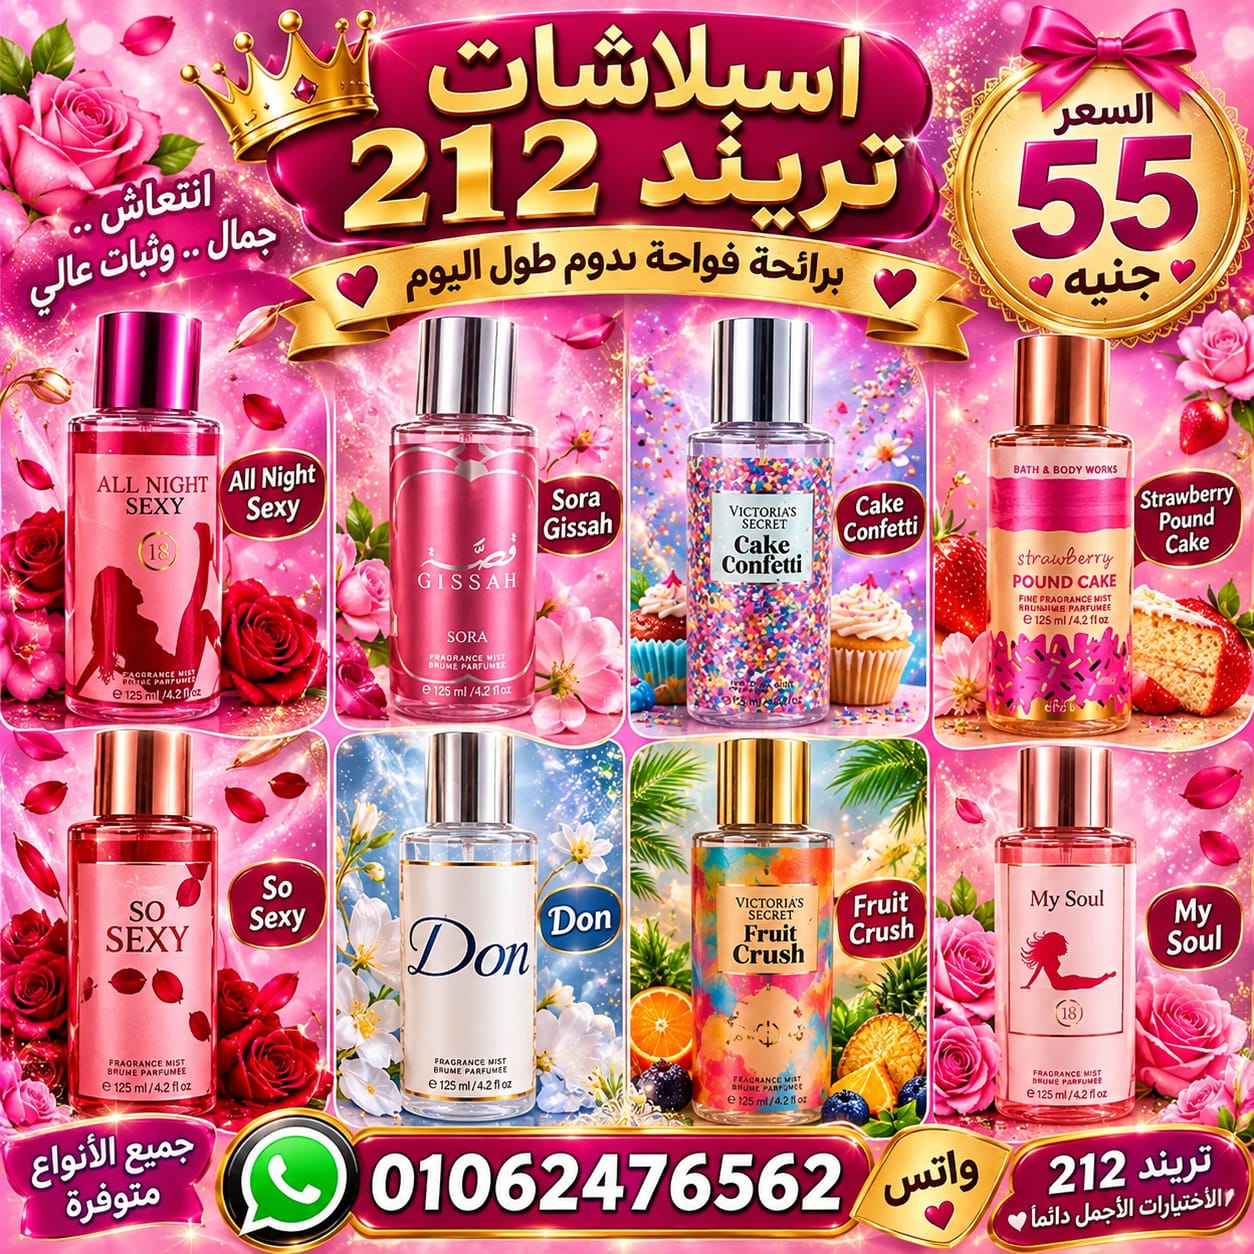 اسبلاشات
تريند 212
برائحة فواحة تدوم طول اليوم
السعر
55
جنيه
انتعاش ..
جمال .. وثبات عالي
ALL NIGHT
SEXY
18
FRAGRANCE MIST
BRUME PARFUMEE
℮ 125 ml / 4.2 fl oz
All Night
Sexy
قصّة
GISSAH
SORA
FRAGRANCE MIST
BRUME PARFUMEE
℮ 125 ml / 4.2 fl oz
Sora
Gissah
VICTORIA'S
SECRET
Cake
Confetti
Cake
Confetti
BATH & BODY WORKS
strawberry
POUND CAKE
FINE FRAGRANCE MIST
PARFUMEE
℮ 125 ml / 4.2 fl oz
Strawberry
Pound
Cake
SO
SEXY
FRAGRANCE MIST
BRUME PARFUMEE
℮ 125 ml / 4.2 fl oz
So
Sexy
Don
FRAGRANCE MIST
BRUME PARFUMEE
℮ 125 ml / 4.2 fl oz
Don
VICTORIA'S
SECRET
Fruit
Crush
FRAGRANCE MIST
BRUME PARFUMEE
℮ 125 ml / 4.2 fl oz
Fruit
Crush
My Soul
18
FRAGRANCE MIST
BRUME PARFUMEE
℮ 125 ml / 4.2 fl oz
My
Soul
جميع الأنواع
متوفرة
01062476562
واتس
تريند 212
الأختيارات الأجمل دائماً